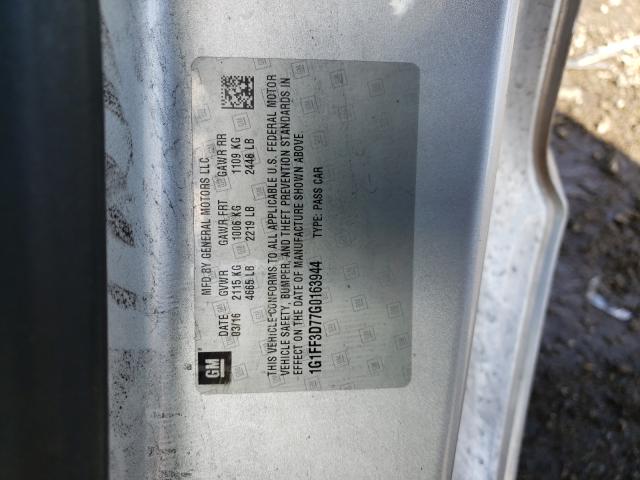 GM
MFD BY GENERAL MOTORS LLC
DATE GVWR GAWR FRT GAWR RR
03/16 2115 KG 1006 KG 1109 KG
4665 LB 2219 LB 2446 LB
THIS VEHICLE CONFORMS TO ALL APPLICABLE U.S. FEDERAL MOTOR
VEHICLE SAFETY, BUMPER, AND THEFT PREVENTION STANDARDS IN
EFFECT ON THE DATE OF MANUFACTURE SHOWN ABOVE
1G1FF3D77G0163944 TYPE: PASS CAR